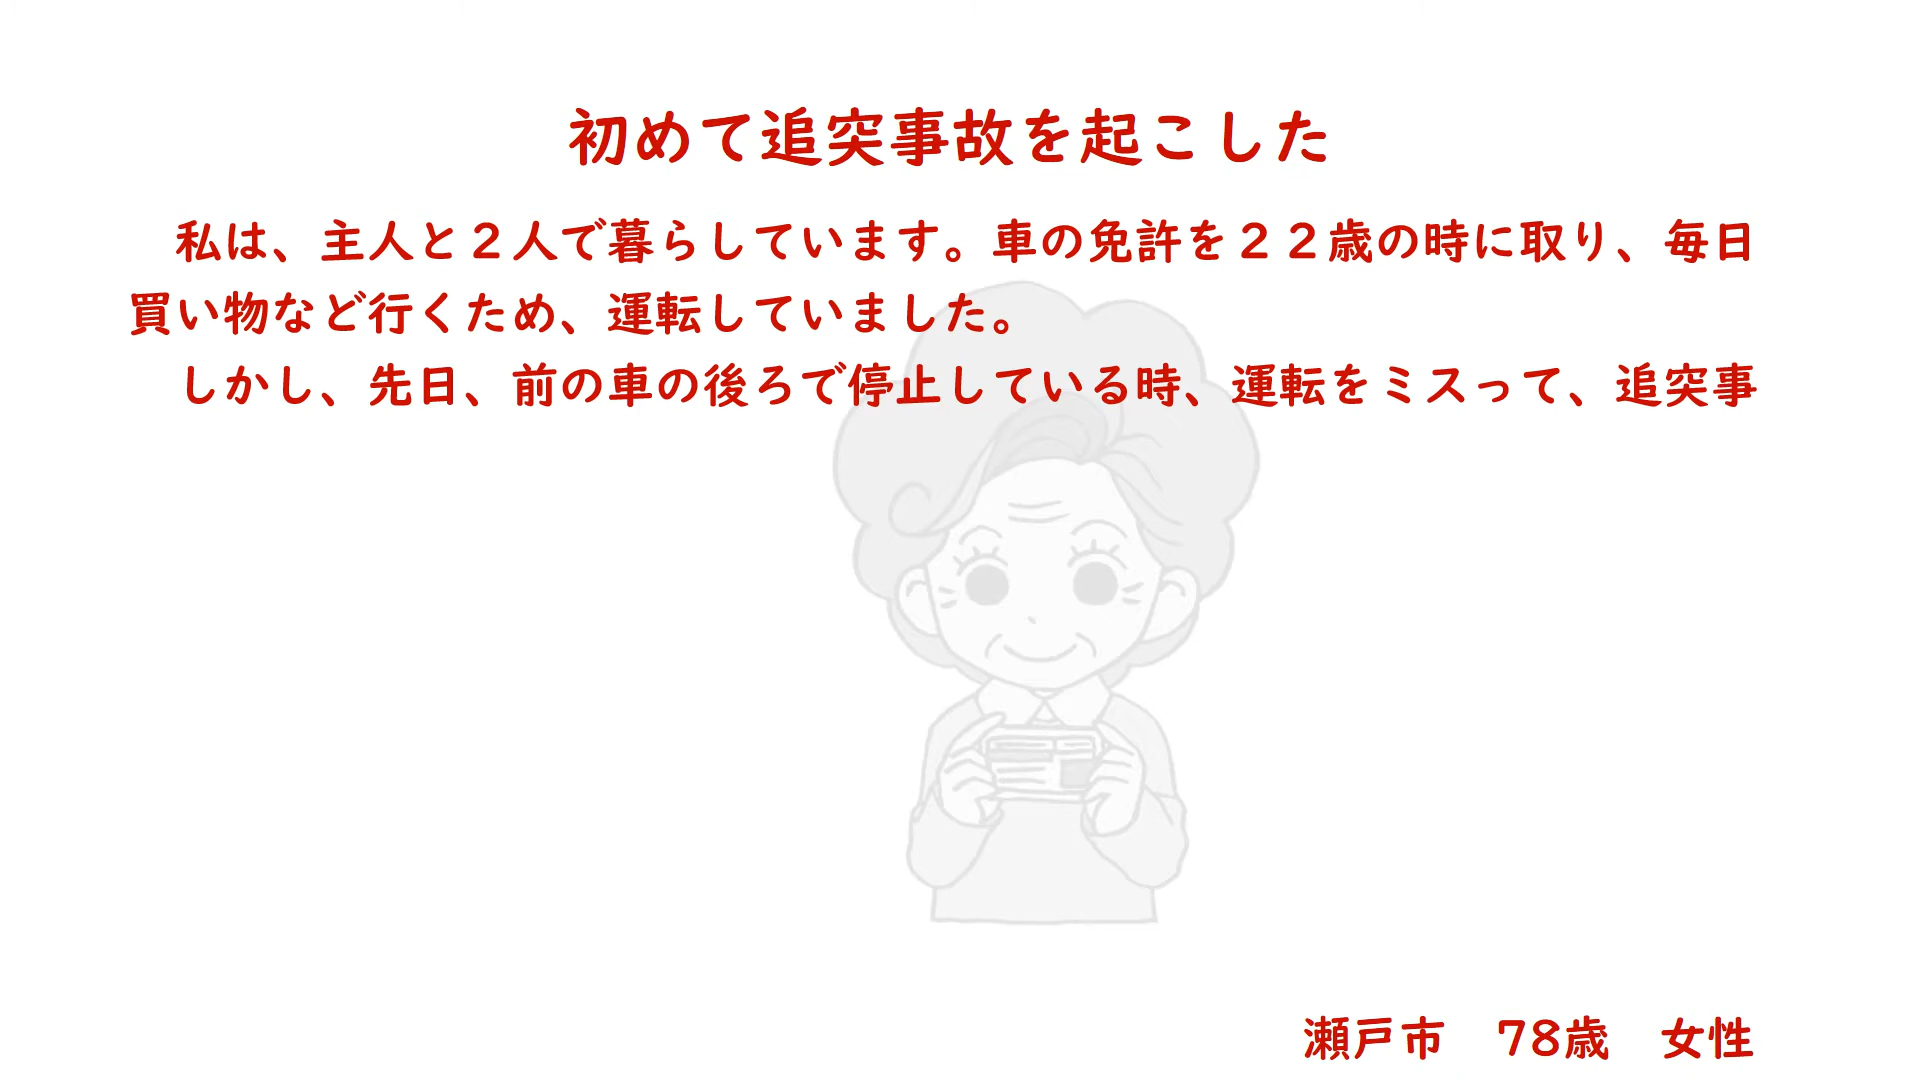 初めて追突事故を起こした
　私は、主人と２人で暮らしています。車の免許を２２歳の時に取り、毎日
買い物など行くため、運転していました。
　しかし、先日、前の車の後ろで停止している時、運転をミスって、追突事
瀬戸市　78歳　女性